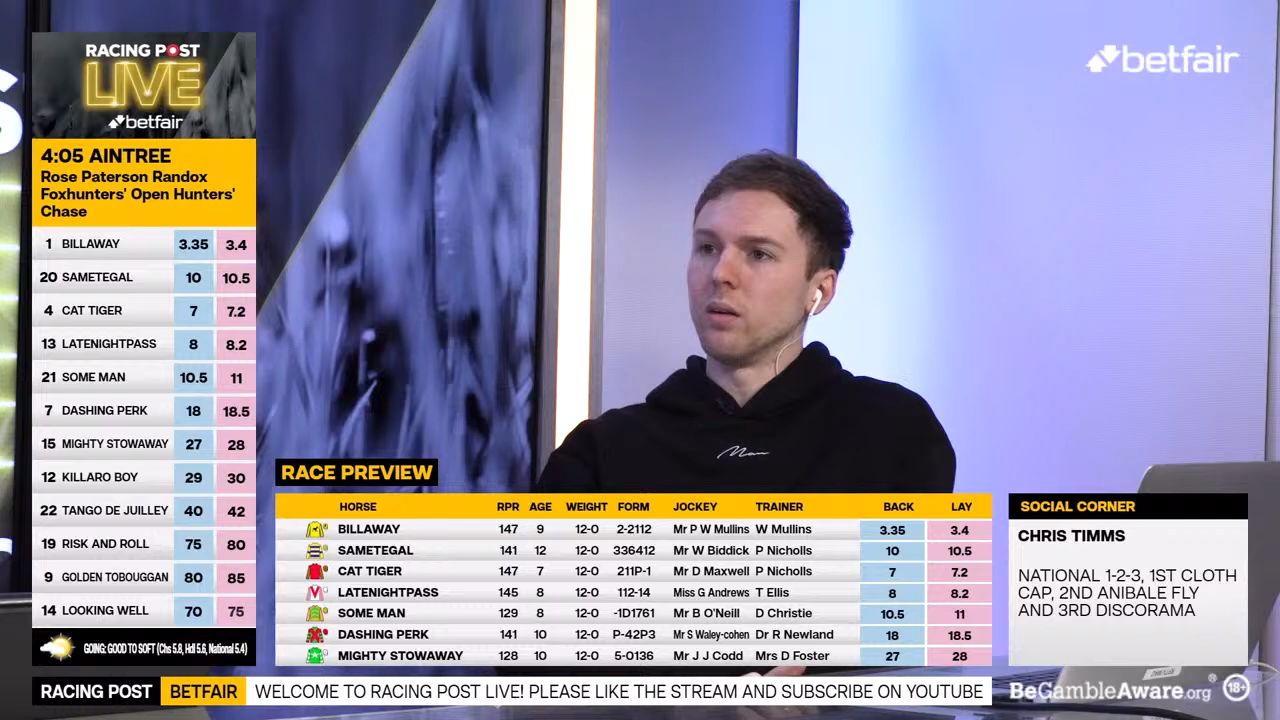 RACING POST
LIVE
betfair
4:05 AINTREE
Rose Paterson Randox
Foxhunters' Open Hunters'
Chase
1 BILLAWAY 3.35 3.4
20 SAMETEGAL 10 10.5
4 CAT TIGER 7 7.2
13 LATENIGHTPASS 8 8.2
21 SOME MAN 10.5 11
7 DASHING PERK 18 18.5
15 MIGHTY STOWAWAY 27 28
12 KILLARO BOY 29 30
22 TANGO DE JUILLEY 40 42
19 RISK AND ROLL 75 80
9 GOLDEN TOBOUGGAN 80 85
14 LOOKING WELL 70 75
GOING: GOOD TO SOFT (Chs 5.8, Hdl 5.6, National 5.4)
betfair
RACE PREVIEW
HORSE RPR AGE WEIGHT FORM JOCKEY TRAINER BACK LAY
BILLAWAY 147 9 12-0 2-2112 Mr P W Mullins W Mullins 3.35 3.4
SAMETEGAL 141 12 12-0 336412 Mr W Biddick P Nicholls 10 10.5
CAT TIGER 147 7 12-0 211P-1 Mr D Maxwell P Nicholls 7 7.2
LATENIGHTPASS 145 8 12-0 112-14 Miss G Andrews T Ellis 8 8.2
SOME MAN 129 8 12-0 -1D1761 Mr B O'Neill D Christie 10.5 11
DASHING PERK 141 10 12-0 P-42P3 Mr S Waley-cohen Dr R Newland 18 18.5
MIGHTY STOWAWAY 128 10 12-0 5-0136 Mr J J Codd Mrs D Foster 27 28
SOCIAL CORNER
CHRIS TIMMS
NATIONAL 1-2-3, 1ST CLOTH
CAP, 2ND ANIBALE FLY
AND 3RD DISCORAMA
RACING POST BETFAIR WELCOME TO RACING POST LIVE! PLEASE LIKE THE STREAM AND SUBSCRIBE ON YOUTUBE
BeGambleAware.org® 18+